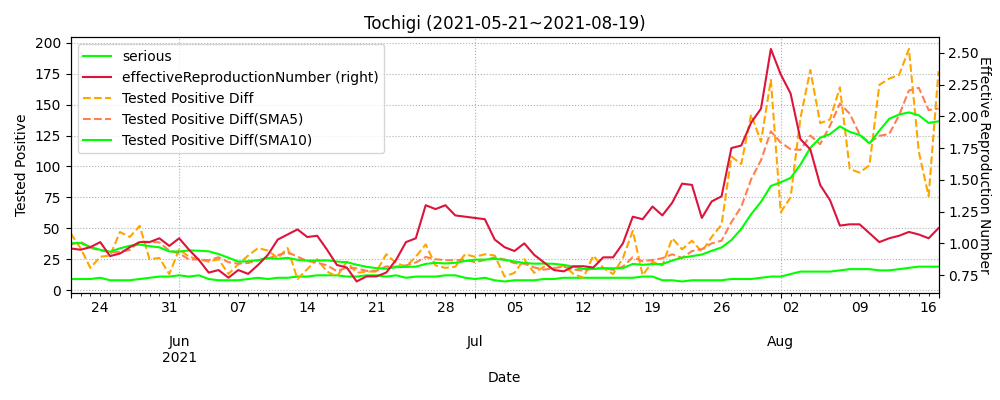 Tochigi (2021-05-21~2021-08-19)
serious
effectiveReproductionNumber (right)
Tested Positive Diff
Tested Positive Diff(SMA5)
Tested Positive Diff(SMA10)
Tested Positive
200
175
150
125
100
75
50
25
0
2.50
2.25
2.00
1.75
1.50
1.25
1.00
0.75
Effective Reproduction Number
24 01 07 14 21 28 05 12 19 26 02 09 16
Jun Jul Aug
2021
Date